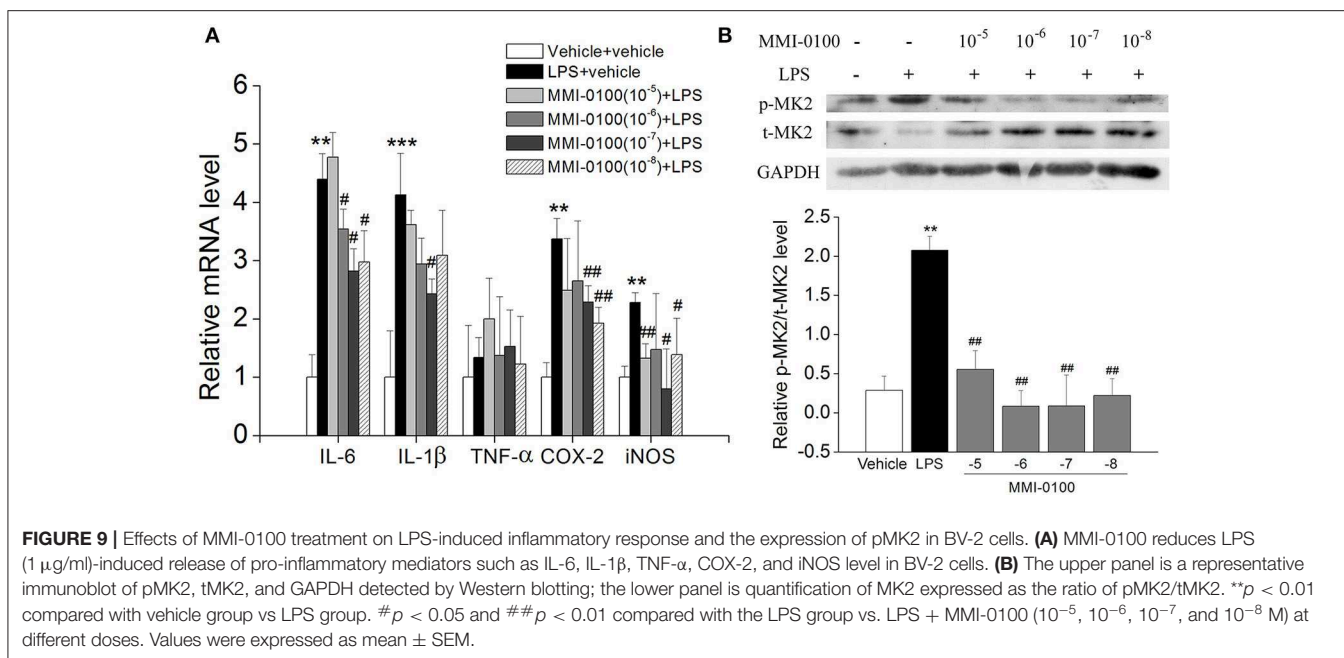 A
Vehicle+vehicle
LPS+vehicle
MMI-0100(10⁻⁵)+LPS
MMI-0100(10⁻⁶)+LPS
MMI-0100(10⁻⁷)+LPS
MMI-0100(10⁻⁸)+LPS
Relative mRNA level
6
5
4
3
2
1
0
** *** ** **
# # # # ## ## ## # #
IL-6 IL-1β TNF-α COX-2 iNOS
B
MMI-0100 - - 10⁻⁵ 10⁻⁶ 10⁻⁷ 10⁻⁸
LPS - + + + + +
p-MK2
t-MK2
GAPDH
Relative p-MK2/t-MK2 level
2.5
2.0
1.5
1.0
0.5
0.0
-0.5
**
## ## ## ##
Vehicle LPS -5 -6 -7 -8
MMI-0100
FIGURE 9 | Effects of MMI-0100 treatment on LPS-induced inflammatory response and the expression of pMK2 in BV-2 cells. (A) MMI-0100 reduces LPS
(1 μg/ml)-induced release of pro-inflammatory mediators such as IL-6, IL-1β, TNF-α, COX-2, and iNOS level in BV-2 cells. (B) The upper panel is a representative
immunoblot of pMK2, tMK2, and GAPDH detected by Western blotting; the lower panel is quantification of MK2 expressed as the ratio of pMK2/tMK2. **p < 0.01
compared with vehicle group vs LPS group. #p < 0.05 and ##p < 0.01 compared with the LPS group vs. LPS + MMI-0100 (10⁻⁵, 10⁻⁶, 10⁻⁷, and 10⁻⁸ M) at
different doses. Values were expressed as mean ± SEM.